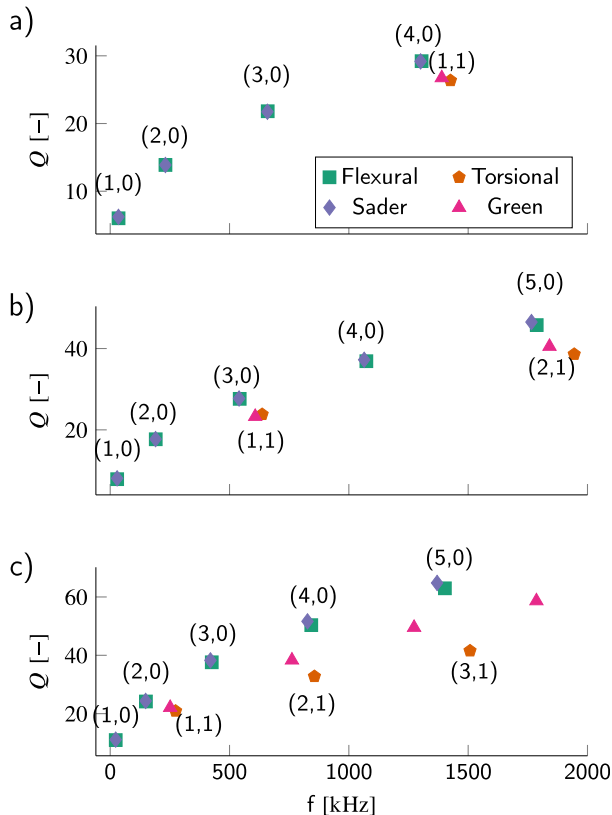 a)
(4,0)
(1,1)
(3,0)
(2,0)
(1,0)
30
20
10
Q [−]
Flexural
Torsional
Sader
Green
b)
(5,0)
(4,0)
(2,1)
(3,0)
(1,1)
(2,0)
(1,0)
40
20
Q [−]
c)
(5,0)
(4,0)
(3,0)
(3,1)
(2,0)
(2,1)
(1,0)
(1,1)
60
40
20
Q [−]
0 500 1000 1500 2000
f [kHz]